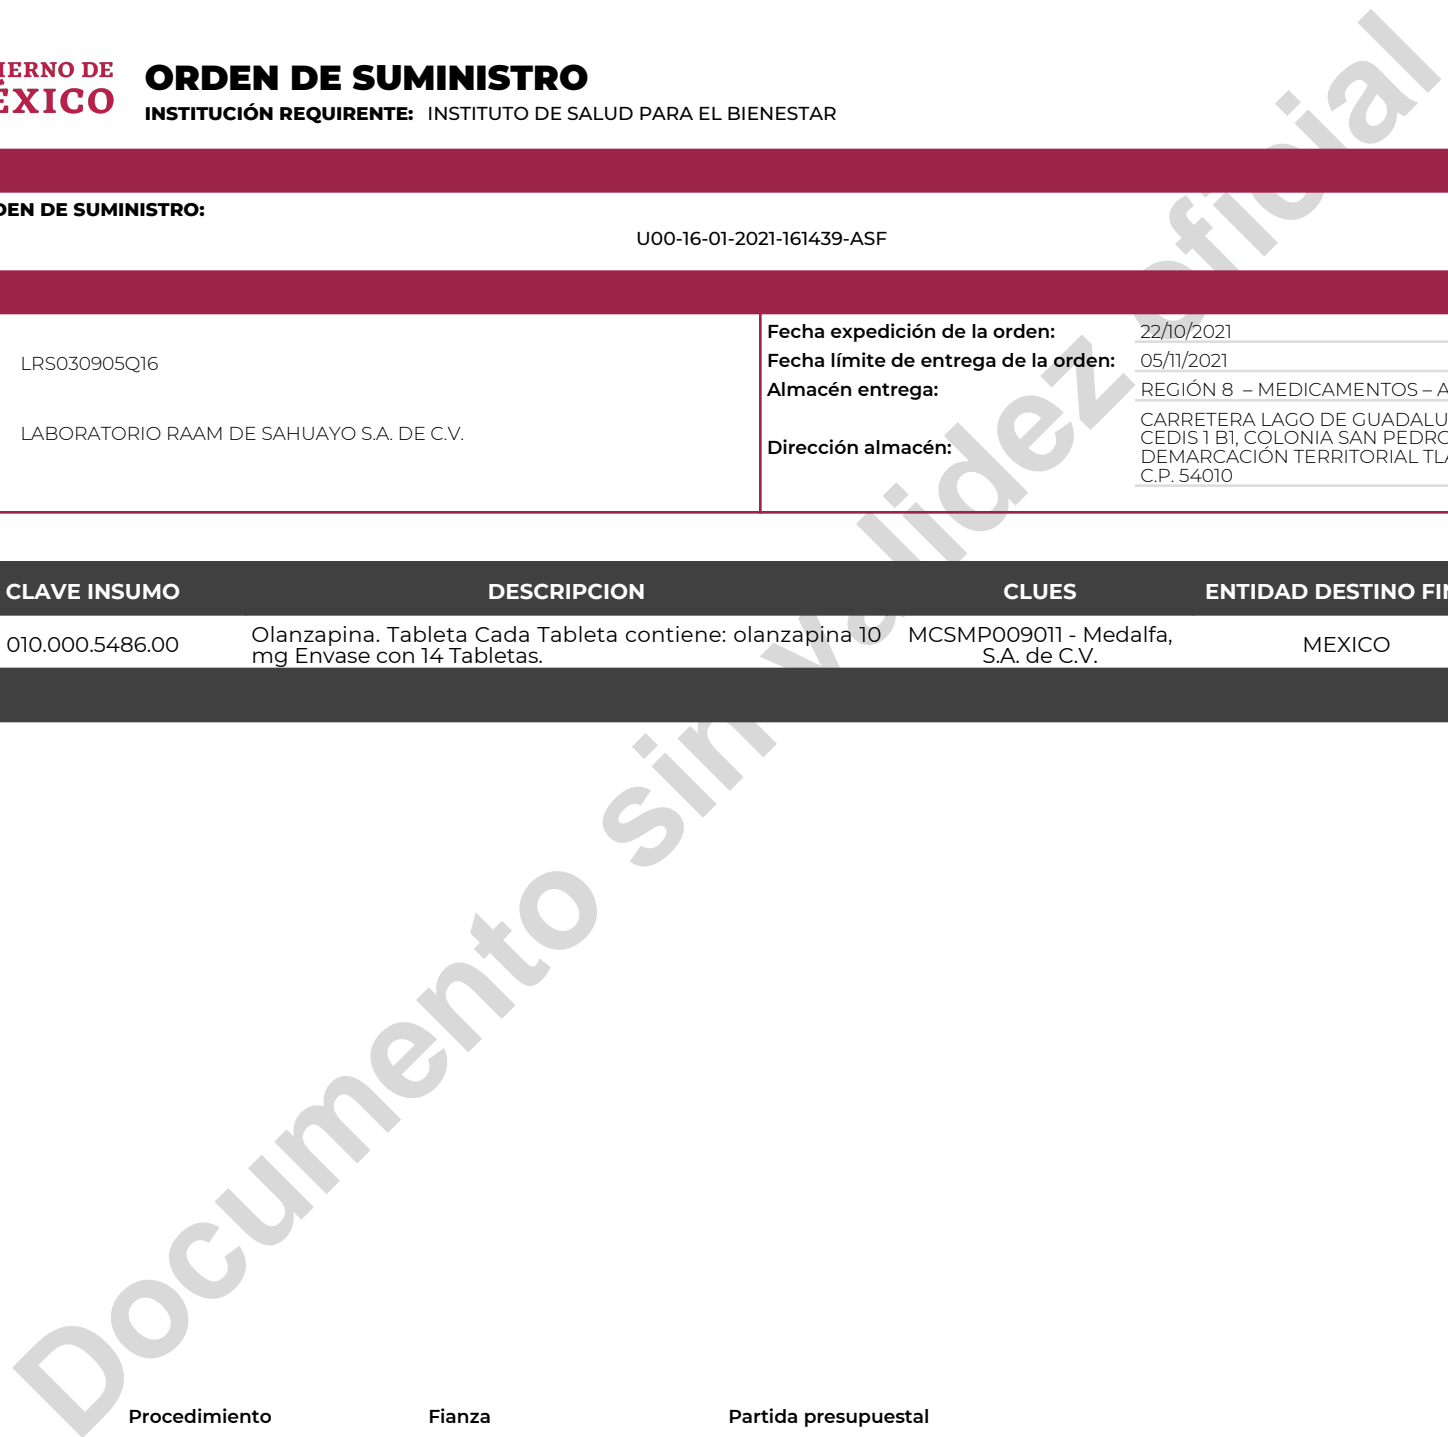 IERNO DE
ÉXICO
ORDEN DE SUMINISTRO
INSTITUCIÓN REQUIRENTE: INSTITUTO DE SALUD PARA EL BIENESTAR
DEN DE SUMINISTRO:
U00-16-01-2021-161439-ASF
LRS030905Q16
LABORATORIO RAAM DE SAHUAYO S.A. DE C.V.
Fecha expedición de la orden: 22/10/2021
Fecha límite de entrega de la orden: 05/11/2021
Almacén entrega: REGIÓN 8 – MEDICAMENTOS – A
Dirección almacén:
CARRETERA LAGO DE GUADALU
CEDIS 1 B1, COLONIA SAN PEDRO
DEMARCACIÓN TERRITORIAL TLA
C.P. 54010
CLAVE INSUMO DESCRIPCION CLUES ENTIDAD DESTINO FIN
010.000.5486.00
Olanzapina. Tableta Cada Tableta contiene: olanzapina 10
mg Envase con 14 Tabletas.
MCSMP009011 - Medalfa,
S.A. de C.V.
MEXICO
Documento sin validez oficial
Procedimiento Fianza Partida presupuestal